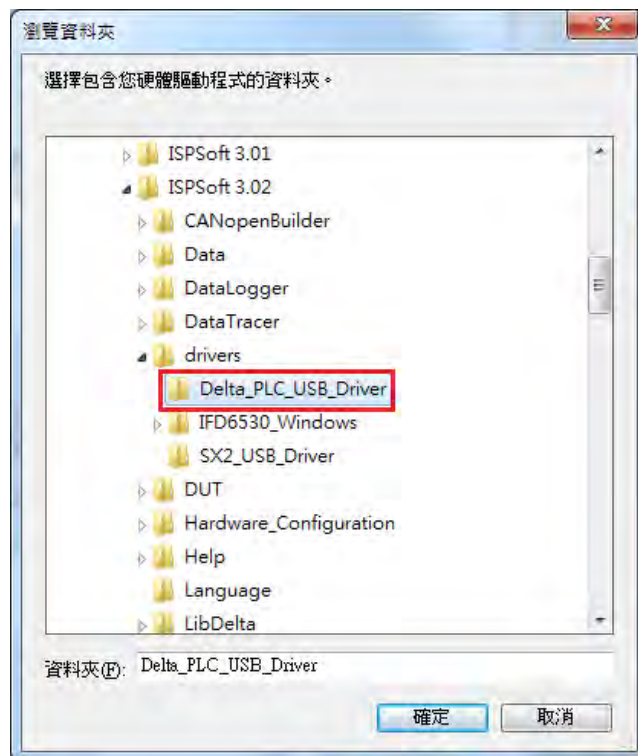 瀏覽資料夾
選擇包含您硬體驅動程式的資料夾。
ISPSoft 3.01
ISPSoft 3.02
CANopenBuilder
Data
DataLogger
DataTracer
drivers
Delta_PLC_USB_Driver
IFD6530_Windows
SX2_USB_Driver
DUT
Hardware_Configuration
Help
Language
LibDelta
資料夾(F): Delta_PLC_USB_Driver
確定 取消